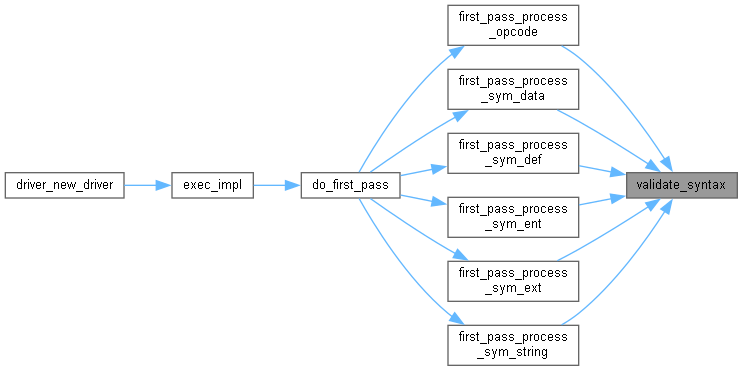 first_pass_process
_opcode
first_pass_process
_sym_data
first_pass_process
_sym_def
driver_new_driver
exec_impl
do_first_pass
validate_syntax
first_pass_process
_sym_ent
first_pass_process
_sym_ext
first_pass_process
_sym_string